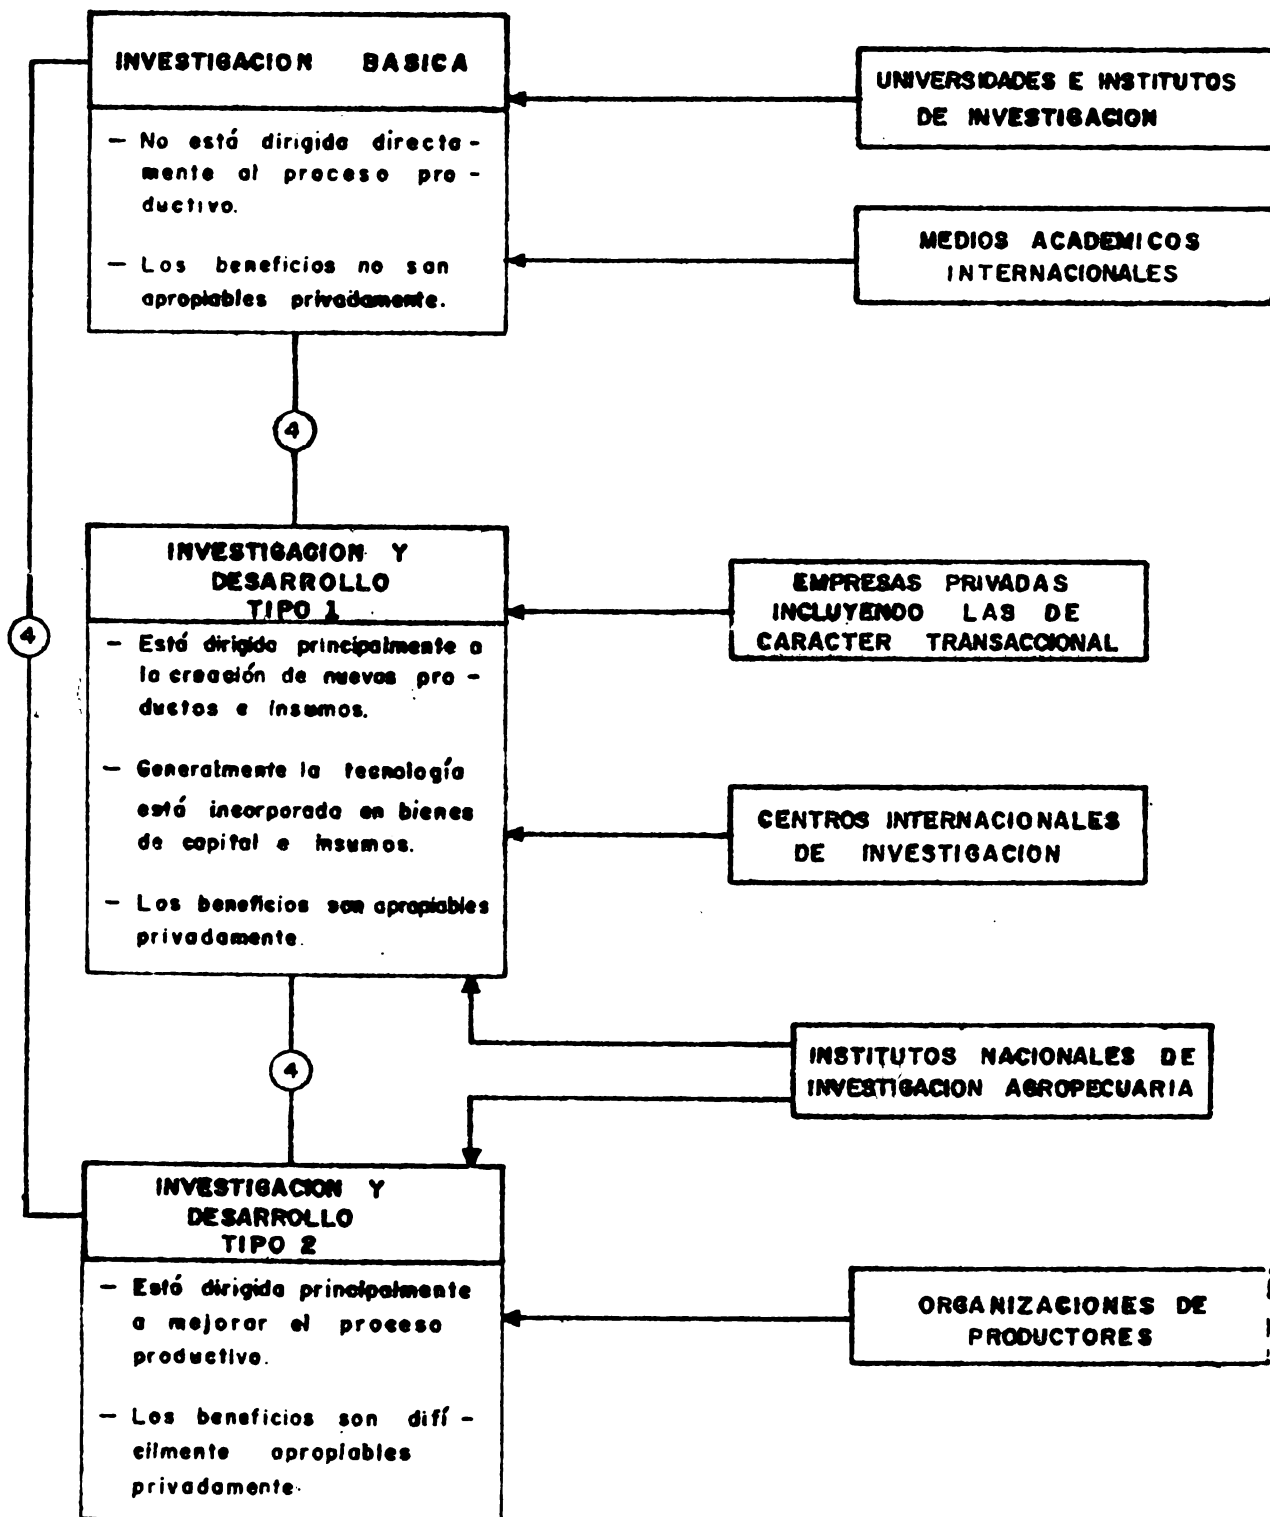 INVESTIGACION BASICA
— No está dirigida directa-
mente al proceso pro-
ductivo.
— Los beneficios no son
apropiables privadamente.
UNIVERSIDADES E INSTITUTOS
DE INVESTIGACION
MEDIOS ACADEMICOS
INTERNACIONALES
4
INVESTIGACION Y
DESARROLLO
TIPO 1
— Está dirigida principalmente a
la creación de nuevos pro-
ductos e insumos.
— Generalmente la tecnología
está incorporada en bienes
de capital e insumos.
— Los beneficios son apropiables
privadamente.
EMPRESAS PRIVADAS
INCLUYENDO LAS DE
CARACTER TRANSACCIONAL
CENTROS INTERNACIONALES
DE INVESTIGACION
4
4
INSTITUTOS NACIONALES DE
INVESTIGACION AGROPECUARIA
INVESTIGACION Y
DESARROLLO
TIPO 2
— Está dirigida principalmente
a mejorar el proceso
productivo.
— Los beneficios son difí-
cilmente apropiables
privadamente.
ORGANIZACIONES DE
PRODUCTORES